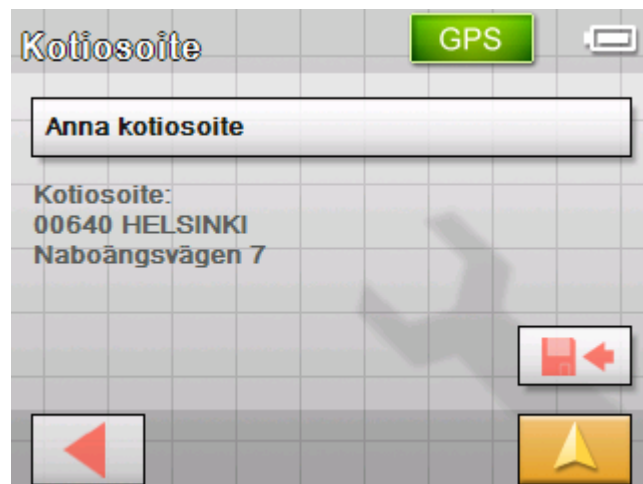 Kotiosoite
GPS
Anna kotiosoite
Kotiosoite:
00640 HELSINKI
Naboängsvägen 7